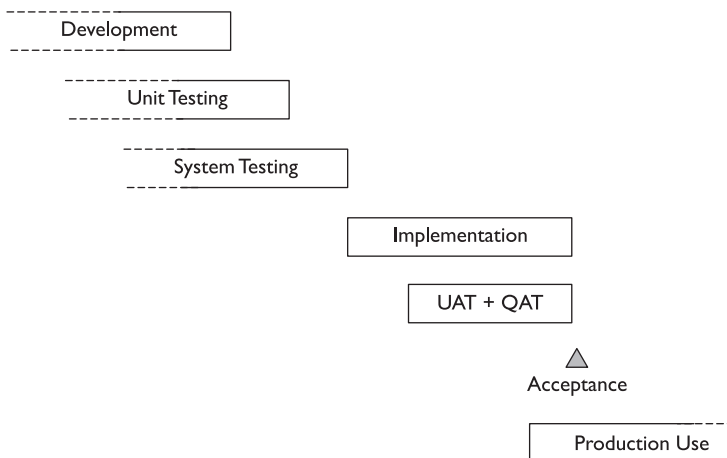 Development
Unit Testing
System Testing
Implementation
UAT + QAT
Acceptance
Production Use